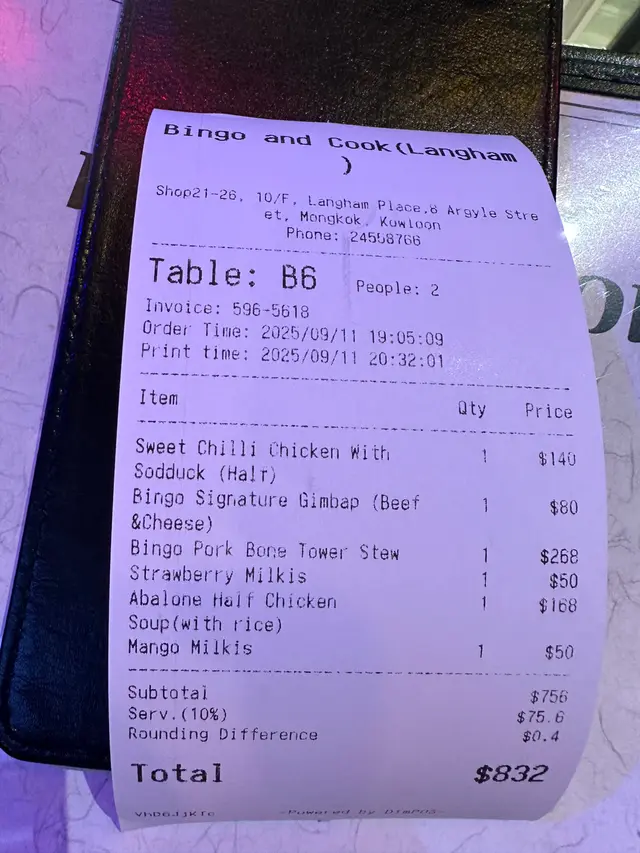 Bingo and Cook(Langham
)
Shop21-26, 10/F, Langham Place,8 Argyle Stre
et, Mongkok, Kowloon
Phone: 24558766
Table: B6 People: 2
Invoice: 596-5618
Order Time: 2025/09/11 19:05:09
Print time: 2025/09/11 20:32:01
Item Qty Price
Sweet Chilli Chicken With 1 $140
Sodduck (Half)
Bingo Signature Gimbap (Beef 1 $80
&Cheese)
Bingo Pork Bone Tower Stew 1 $268
Strawberry Milkis 1 $50
Abalone Half Chicken 1 $168
Soup(with rice)
Mango Milkis 1 $50
Subtotal $756
Serv.(10%) $75.6
Rounding Difference $0.4
Total $832
-Powered by